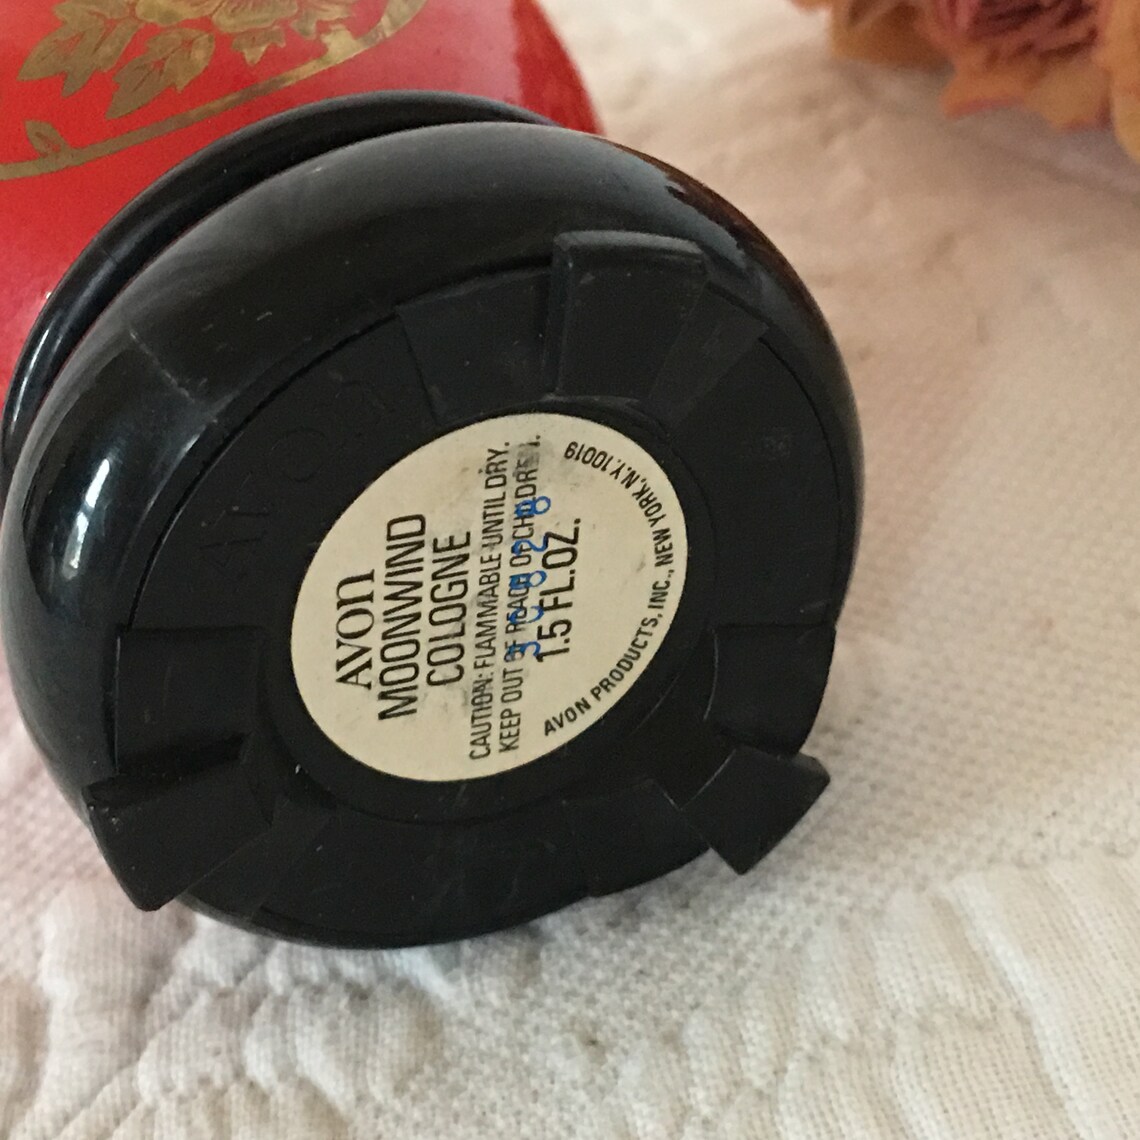 AVON
MOONWIND
COLOGNE
CAUTION: FLAMMABLE UNTIL DRY.
KEEP OUT OF REACH OF CHILDREN.
1.5 FL. OZ.
AVON PRODUCTS, INC., NEW YORK, N.Y. 10019
AVON